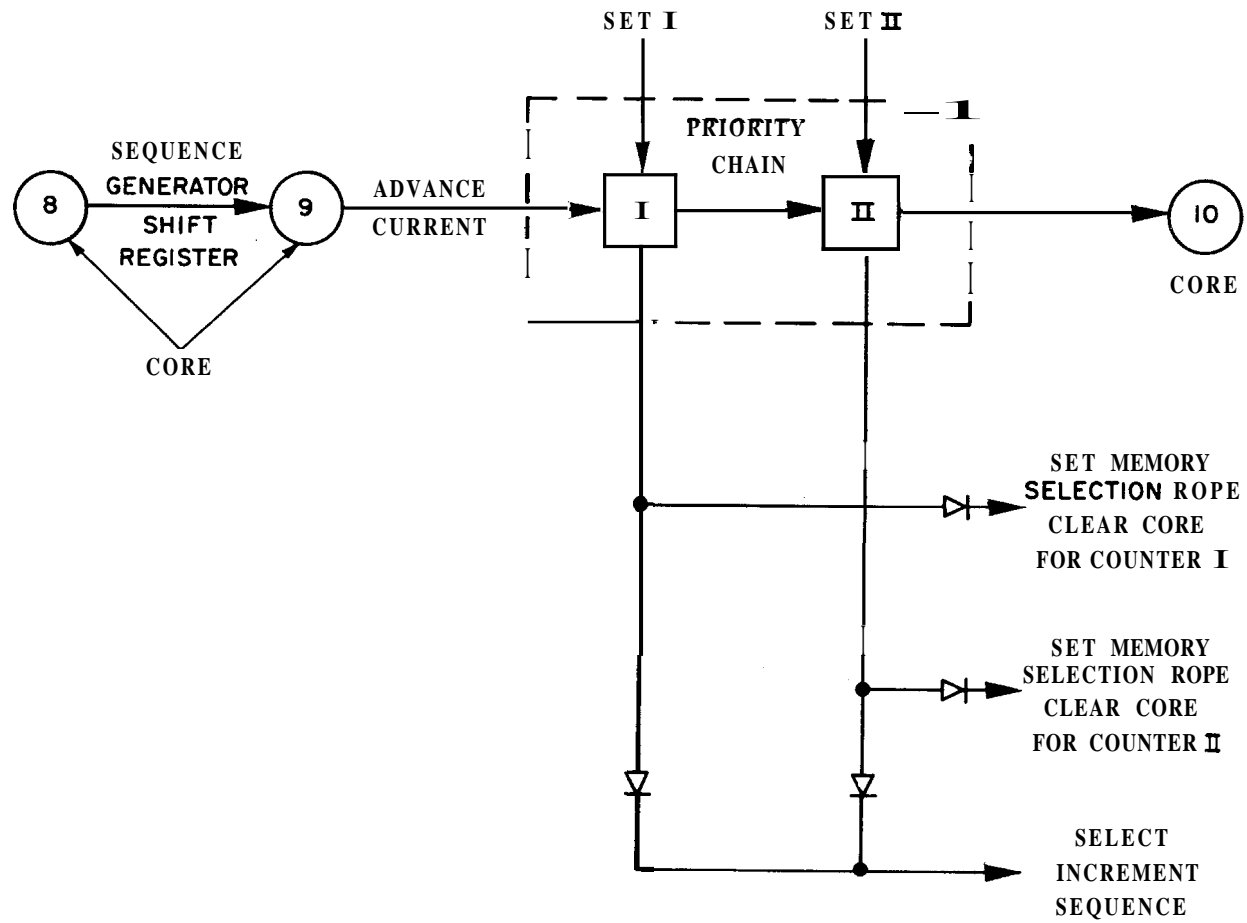 SET I
SET II
PRIORITY
CHAIN
SEQUENCE
GENERATOR
SHIFT
REGISTER
8
9
ADVANCE
CURRENT
I
II
10
CORE
CORE
SET MEMORY
SELECTION ROPE
CLEAR CORE
FOR COUNTER I
SET MEMORY
SELECTION ROPE
CLEAR CORE
FOR COUNTER II
SELECT
INCREMENT
SEQUENCE